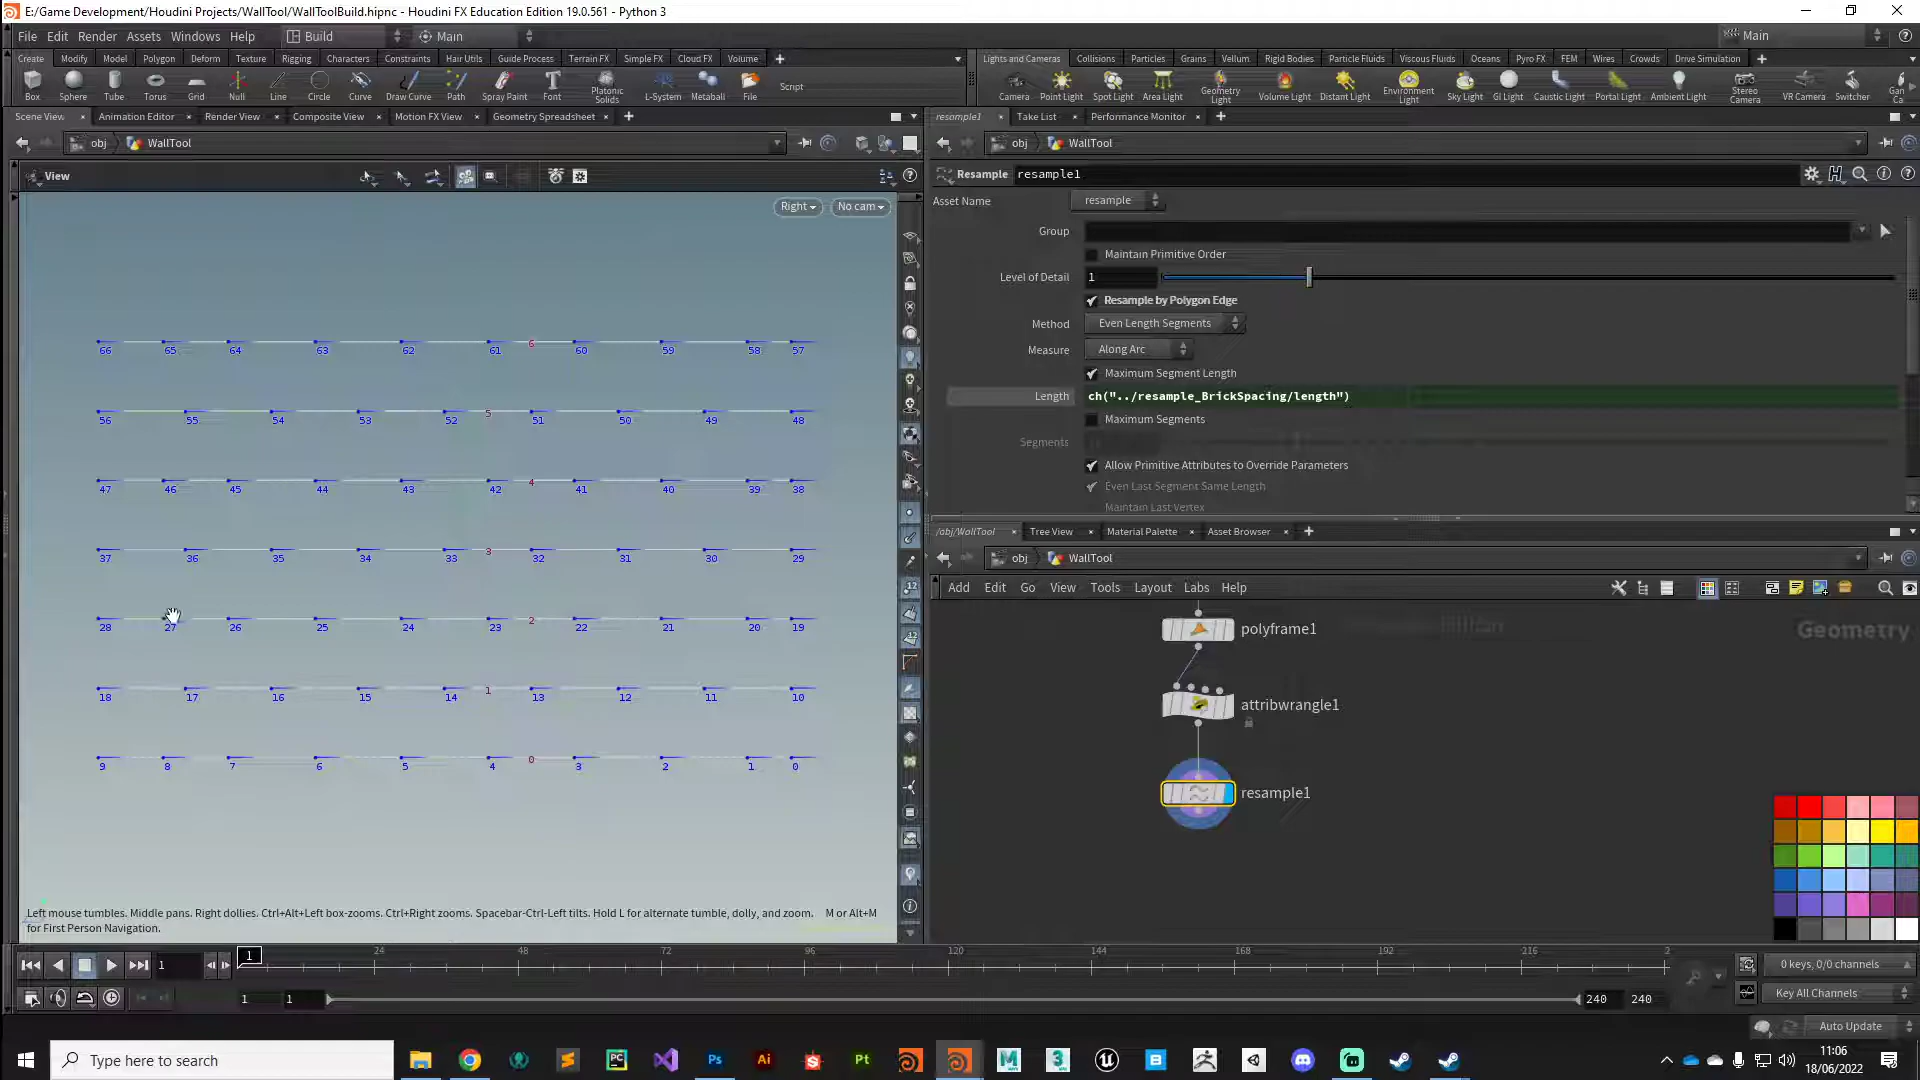 E:/Game Development/Houdini Projects/WallTool/WallToolBuild.hipnc - Houdini FX Education Edition 19.0.561 - Python 3
File Edit Render Assets Windows Help Build Main Main
Create Modify Model Polygon Deform Texture Rigging Characters Constraints Hair Utils Guide Process Terrain FX Simple FX Cloud FX Volume
Lights and Cameras Collisions Particles Grains Vellum Rigid Bodies Particle Fluids Viscous Fluids Oceans Pyro FX FEM Wires Crowds Drive Simulation
Box Sphere Tube Torus Grid Null Line Circle Curve Draw Curve Path Spray Paint Font Platonic Solids L-System Metaball File Script
Camera Point Light Spot Light Area Light Geometry Light Volume Light Distant Light Environment Light Sky Light GI Light Caustic Light Portal Light Ambient Light Stereo Camera VR Camera Switcher
Scene View Animation Editor Render View Composite View Motion FX View Geometry Spreadsheet
resample1 Take List Performance Monitor
obj WallTool
obj WallTool
View
Right No cam
Resample resample1
Asset Name resample
Group
Maintain Primitive Order
Level of Detail 1
Resample by Polygon Edge
Method Even Length Segments
Measure Along Arc
Maximum Segment Length
Length ch("../resample_BrickSpacing/length")
Maximum Segments
Segments
Allow Primitive Attributes to Override Parameters
Even Last Segment Same Length
Maintain Last Vertex
66 65 64 63 62 61 6 60 59 58 57
56 55 54 53 52 5 51 50 49 48
47 46 45 44 43 42 4 41 40 39 38
37 36 35 34 33 3 32 31 30 29
28 27 26 25 24 23 2 22 21 20 19
18 17 16 15 14 1 13 12 11 10
9 8 7 6 5 4 0 3 2 1 0
Left mouse tumbles. Middle pans. Right dollies. Ctrl+Alt+Left box-zooms. Ctrl+Right zooms. Spacebar-Ctrl-Left tilts. Hold L for alternate tumble, dolly, and zoom. M or Alt+M
for First Person Navigation.
/obj/WallTool Tree View Material Palette Asset Browser
obj WallTool
Add Edit Go View Tools Layout Labs Help
Geometry
polyframe1
attribwrangle1
resample1
1 1 24 48 72 96 120 144 168 192 216 2
0 keys, 0/0 channels
1 1 240 240
Key All Channels
Auto Update
Type here to search
11:06
18/06/2022